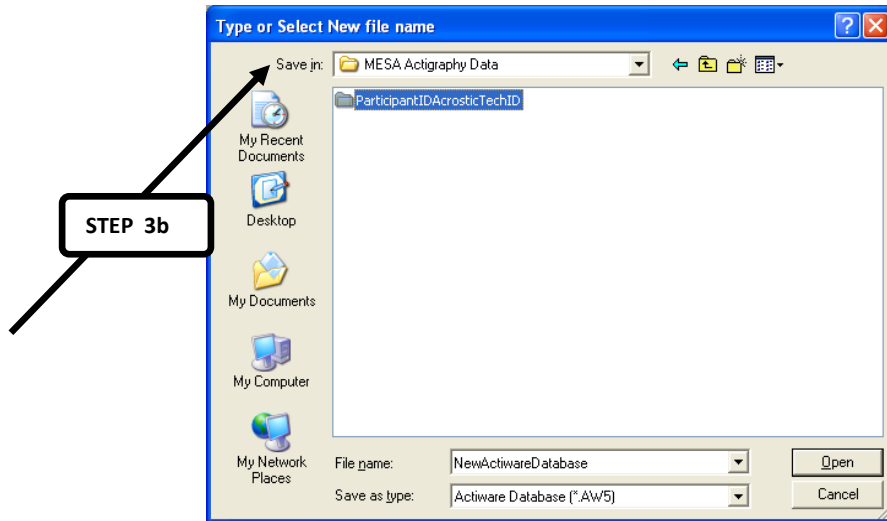 Type or Select New file name
Save in: MESA Actigraphy Data
ParticipantIDAcrosticTechID
My Recent
Documents
STEP 3b
Desktop
My Documents
My Computer
My Network
Places
File name: NewActiwareDatabase Open
Save as type: Actiware Database (*.AW5) Cancel